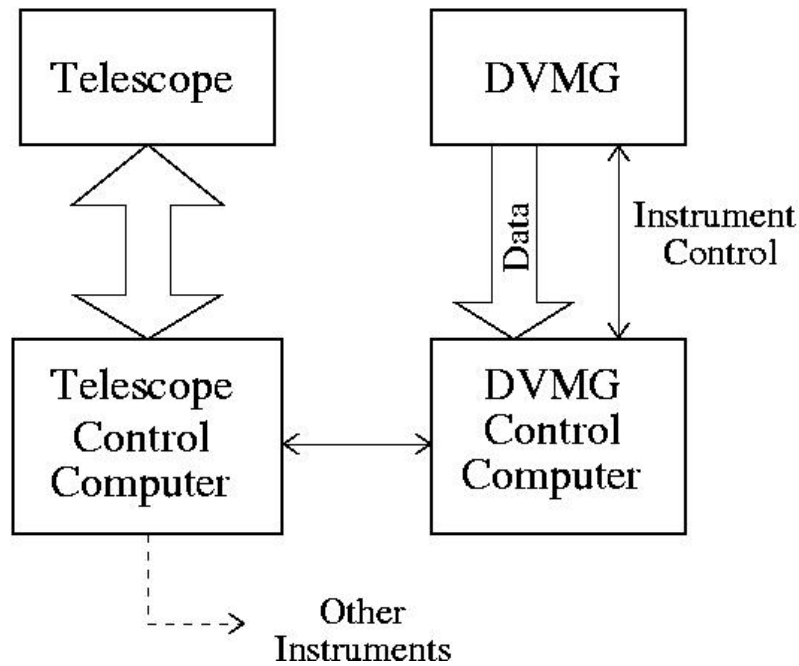 Telescope
DVMG
Data
Instrument
Control
Telescope
Control
Computer
DVMG
Control
Computer
Other
Instruments